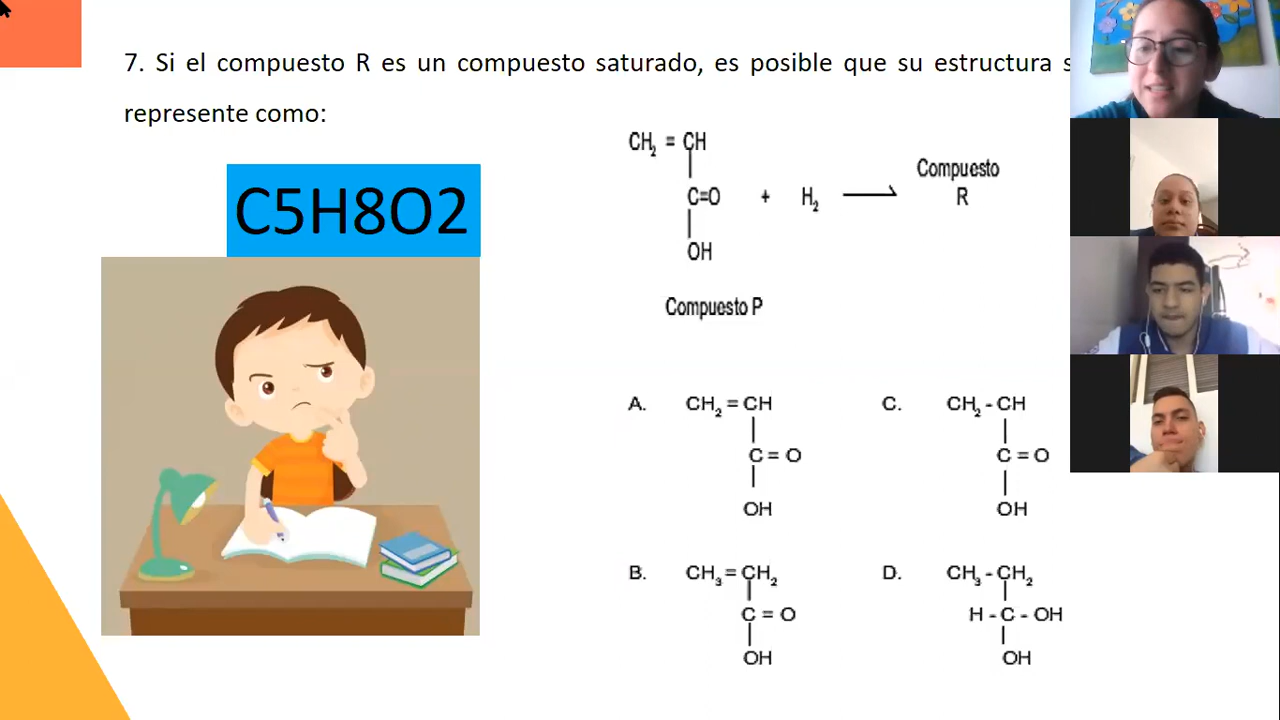 7. Si el compuesto R es un compuesto saturado, es posible que su estructura
represente como:
C5H8O2
CH2 = CH
|
C=O + H2 → Compuesto R
|
OH
Compuesto P
A. CH2 = CH
|
C = O
|
OH
C. CH2 - CH
|
C = O
|
OH
B. CH3 = CH2
|
C = O
|
OH
D. CH3 - CH2
|
H - C - OH
|
OH